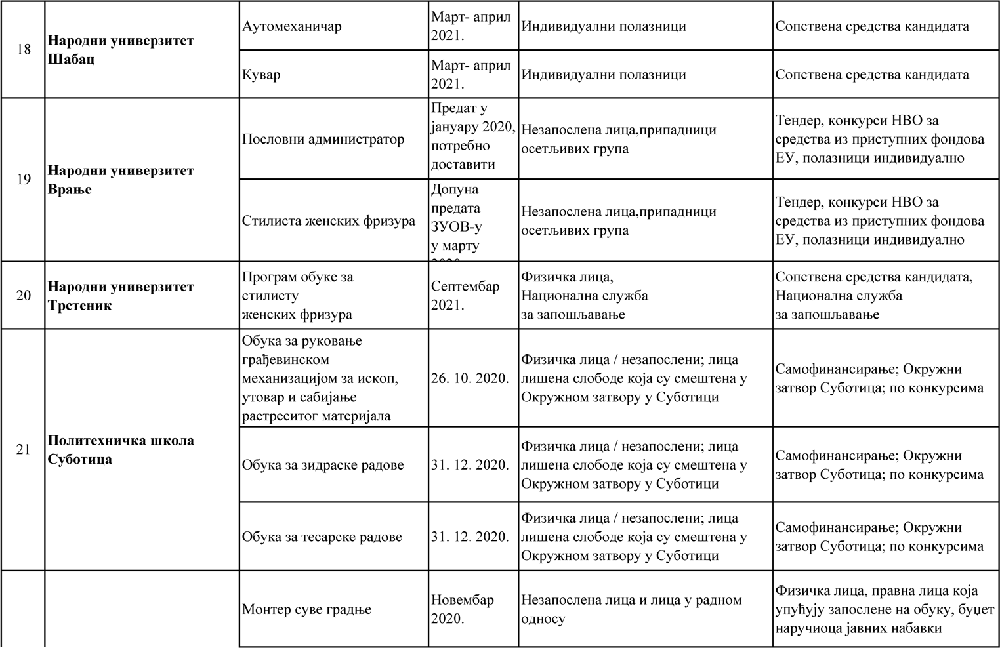 18
Народни универзитет
Шабац
Аутомеханичар
Март- април
2021.
Индивидуални полазници
Сопствена средства кандидата
Кувар
Март- април
2021.
Индивидуални полазници
Сопствена средства кандидата
19
Народни универзитет
Врање
Пословни администратор
Предат у
јануару 2020,
потребно
доставити
Незапослена лица,припадници
осетљивих група
Тендер, конкурси НВО за
средства из приступних фондова
ЕУ, полазници индивидуално
Стилиста женских фризура
Допуна
предата
ЗУОВ-у
у марту
Незапослена лица,припадници
осетљивих група
Тендер, конкурси НВО за
средства из приступних фондова
ЕУ, полазници индивидуално
20
Народни универзитет
Трстеник
Програм обуке за
стилисту
женских фризура
Септембар
2021.
Физичка лица,
Национална служба
за запошљавање
Сопствена средства кандидата,
Национална служба
за запошљавање
21
Политехничка школа
Суботица
Обука за руковање
грађевинском
механизацијом за ископ,
утовар и сабијање
растреситог материјала
26. 10. 2020.
Физичка лица / незапослени; лица
лишена слободе која су смештена у
Окружном затвору у Суботици
Самофинансирање; Окружни
затвор Суботица; по конкурсима
Обука за зидраске радове
31. 12. 2020.
Физичка лица / незапослени; лица
лишена слободе која су смештена у
Окружном затвору у Суботици
Самофинансирање; Окружни
затвор Суботица; по конкурсима
Обука за тесарске радове
31. 12. 2020.
Физичка лица / незапослени; лица
лишена слободе која су смештена у
Окружном затвору у Суботици
Самофинансирање; Окружни
затвор Суботица; по конкурсима
Монтер суве градње
Новембар
2020.
Незапослена лица и лица у радном
односу
Физичка лица, правна лица која
упућују запослене на обуку, буџет
наручиоца јавних набавки